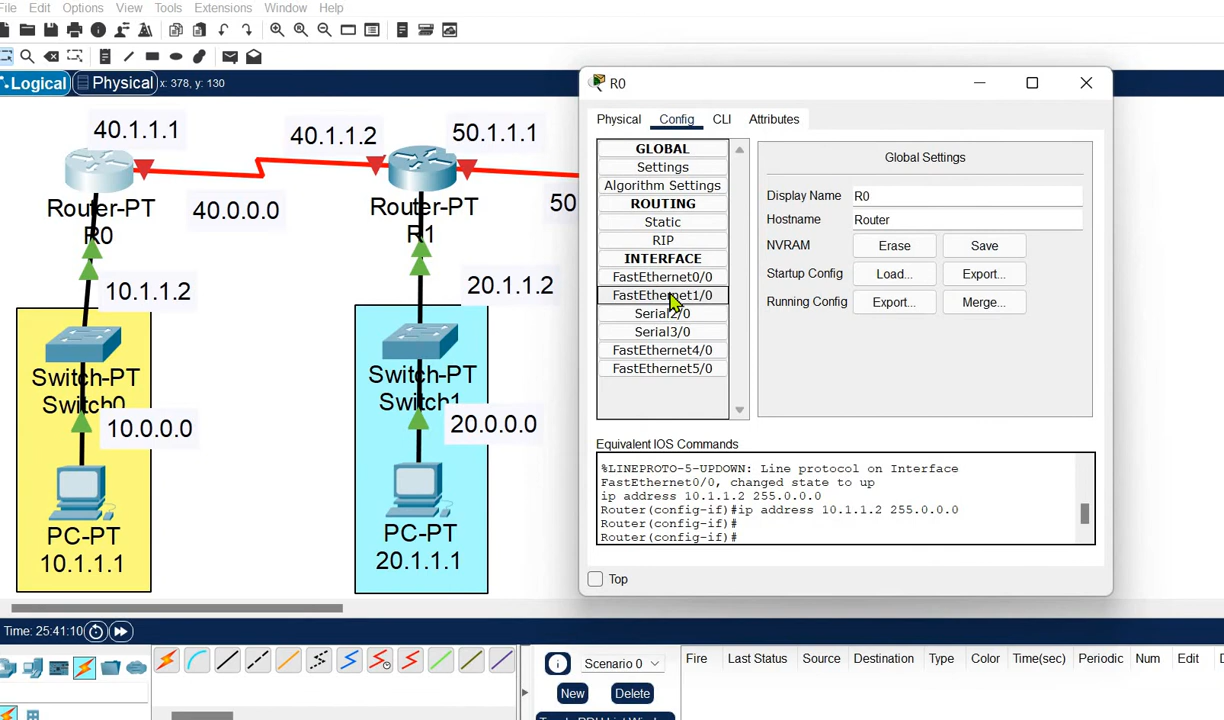 File Edit Options View Tools Extensions Window Help
Logical Physical x: 378, y: 130
40.1.1.1
40.1.1.2
50.1.1.1
Router-PT
R0
40.0.0.0
Router-PT
R1
50
10.1.1.2
20.1.1.2
Switch-PT
Switch0
Switch-PT
Switch1
10.0.0.0
20.0.0.0
PC-PT
10.1.1.1
PC-PT
20.1.1.1
R0
Physical Config CLI Attributes
GLOBAL
Settings
Algorithm Settings
ROUTING
Static
RIP
INTERFACE
FastEthernet0/0
FastEthernet1/0
Serial2/0
Serial3/0
FastEthernet4/0
FastEthernet5/0
Global Settings
Display Name R0
Hostname Router
NVRAM Erase Save
Startup Config Load... Export...
Running Config Export... Merge...
Equivalent IOS Commands
%LINEPROTO-5-UPDOWN: Line protocol on Interface
FastEthernet0/0, changed state to up
ip address 10.1.1.2 255.0.0.0
Router(config-if)#ip address 10.1.1.2 255.0.0.0
Router(config-if)#
Router(config-if)#
Top
Time: 25:41:10
Scenario 0
New Delete
Fire Last Status Source Destination Type Color Time(sec) Periodic Num Edit